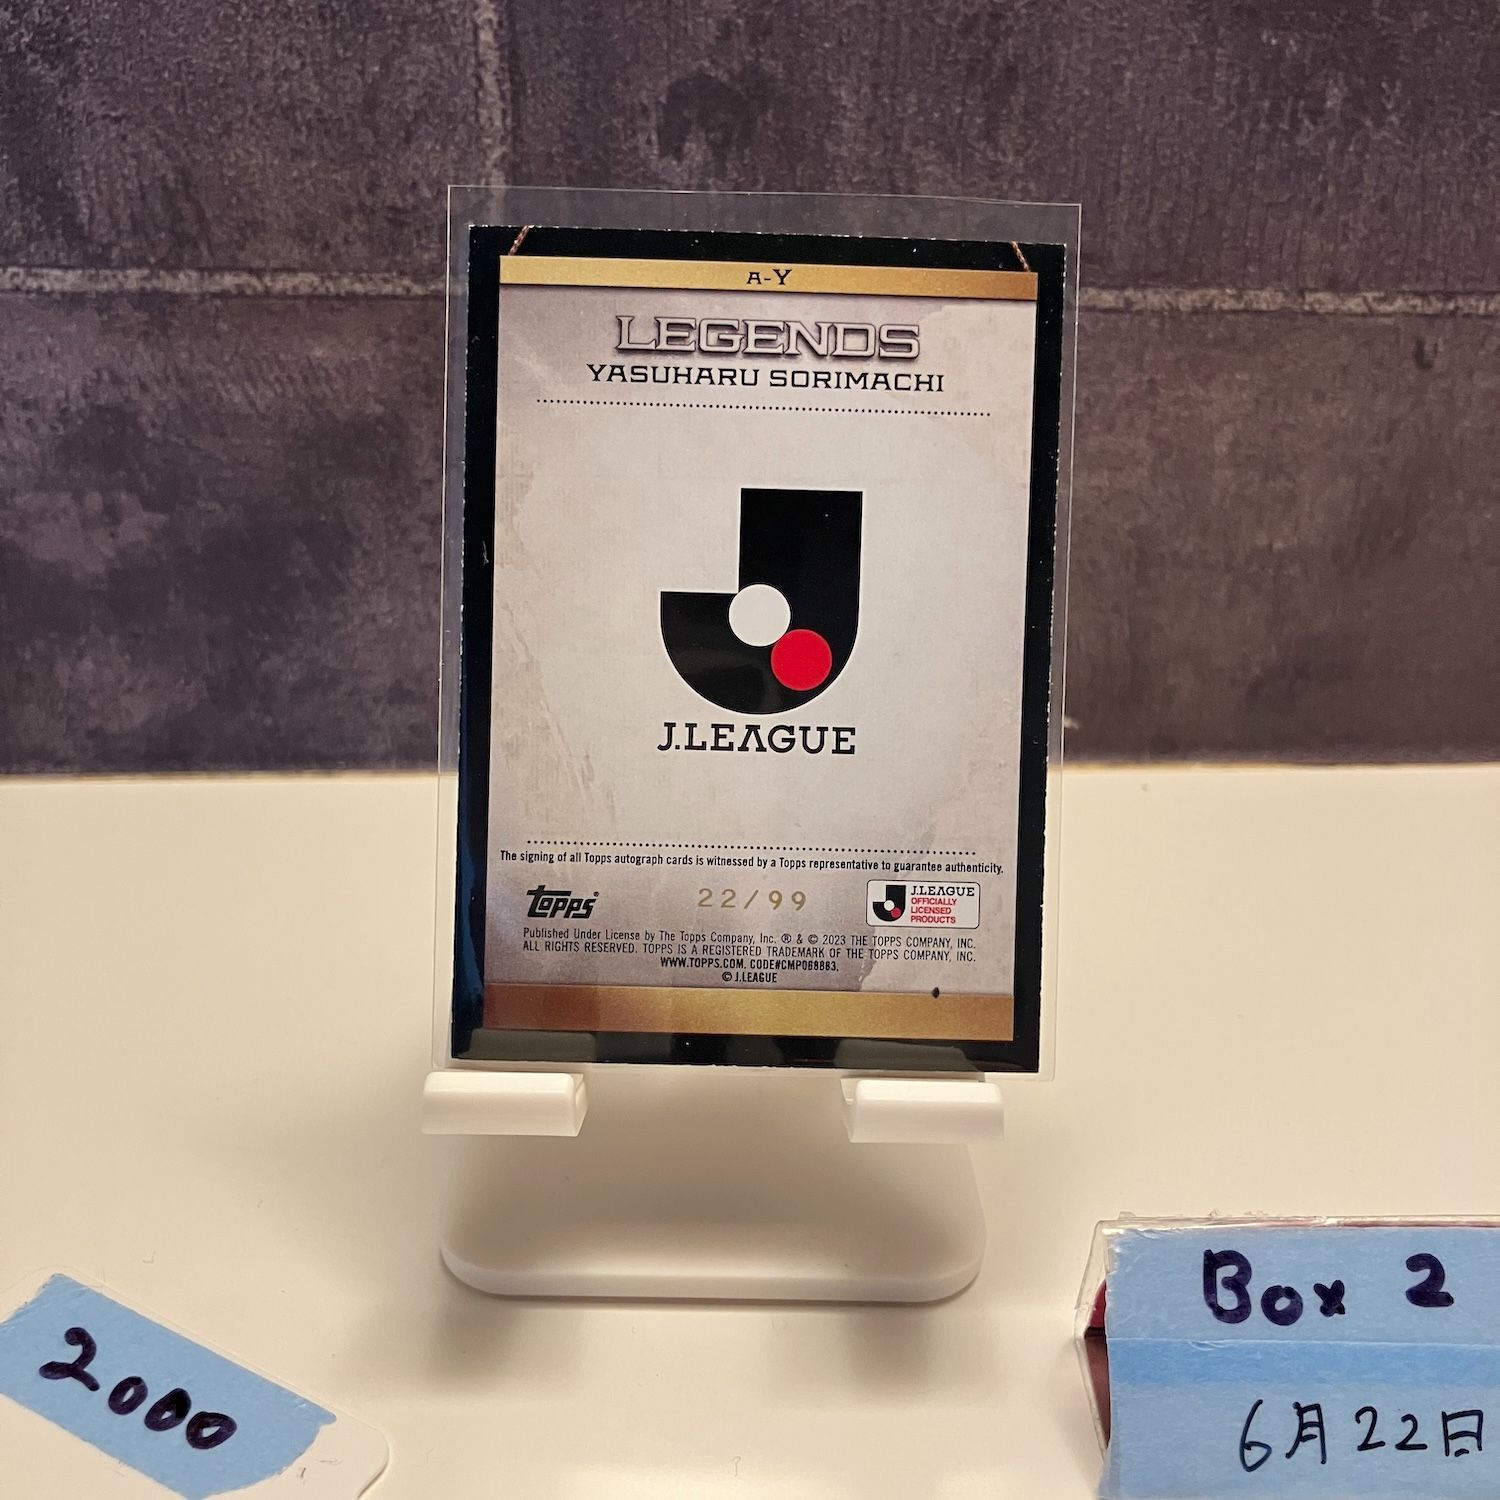 A-Y
LEGENDS
YASUHARU SORIMACHI
J.LEAGUE
The signing of all Topps autograph cards is witnessed by a Topps representative to guarantee authenticity.
Topps®
22/99
J.LEAGUE
OFFICIALLY
LICENSED
PRODUCTS
Published Under License by The Topps Company, Inc. ® & © 2023 THE TOPPS COMPANY, INC.
ALL RIGHTS RESERVED. TOPPS IS A REGISTERED TRADEMARK OF THE TOPPS COMPANY, INC.
WWW.TOPPS.COM. CODE#CMP068883.
© J.LEAGUE
2000
Box 2
6月22日